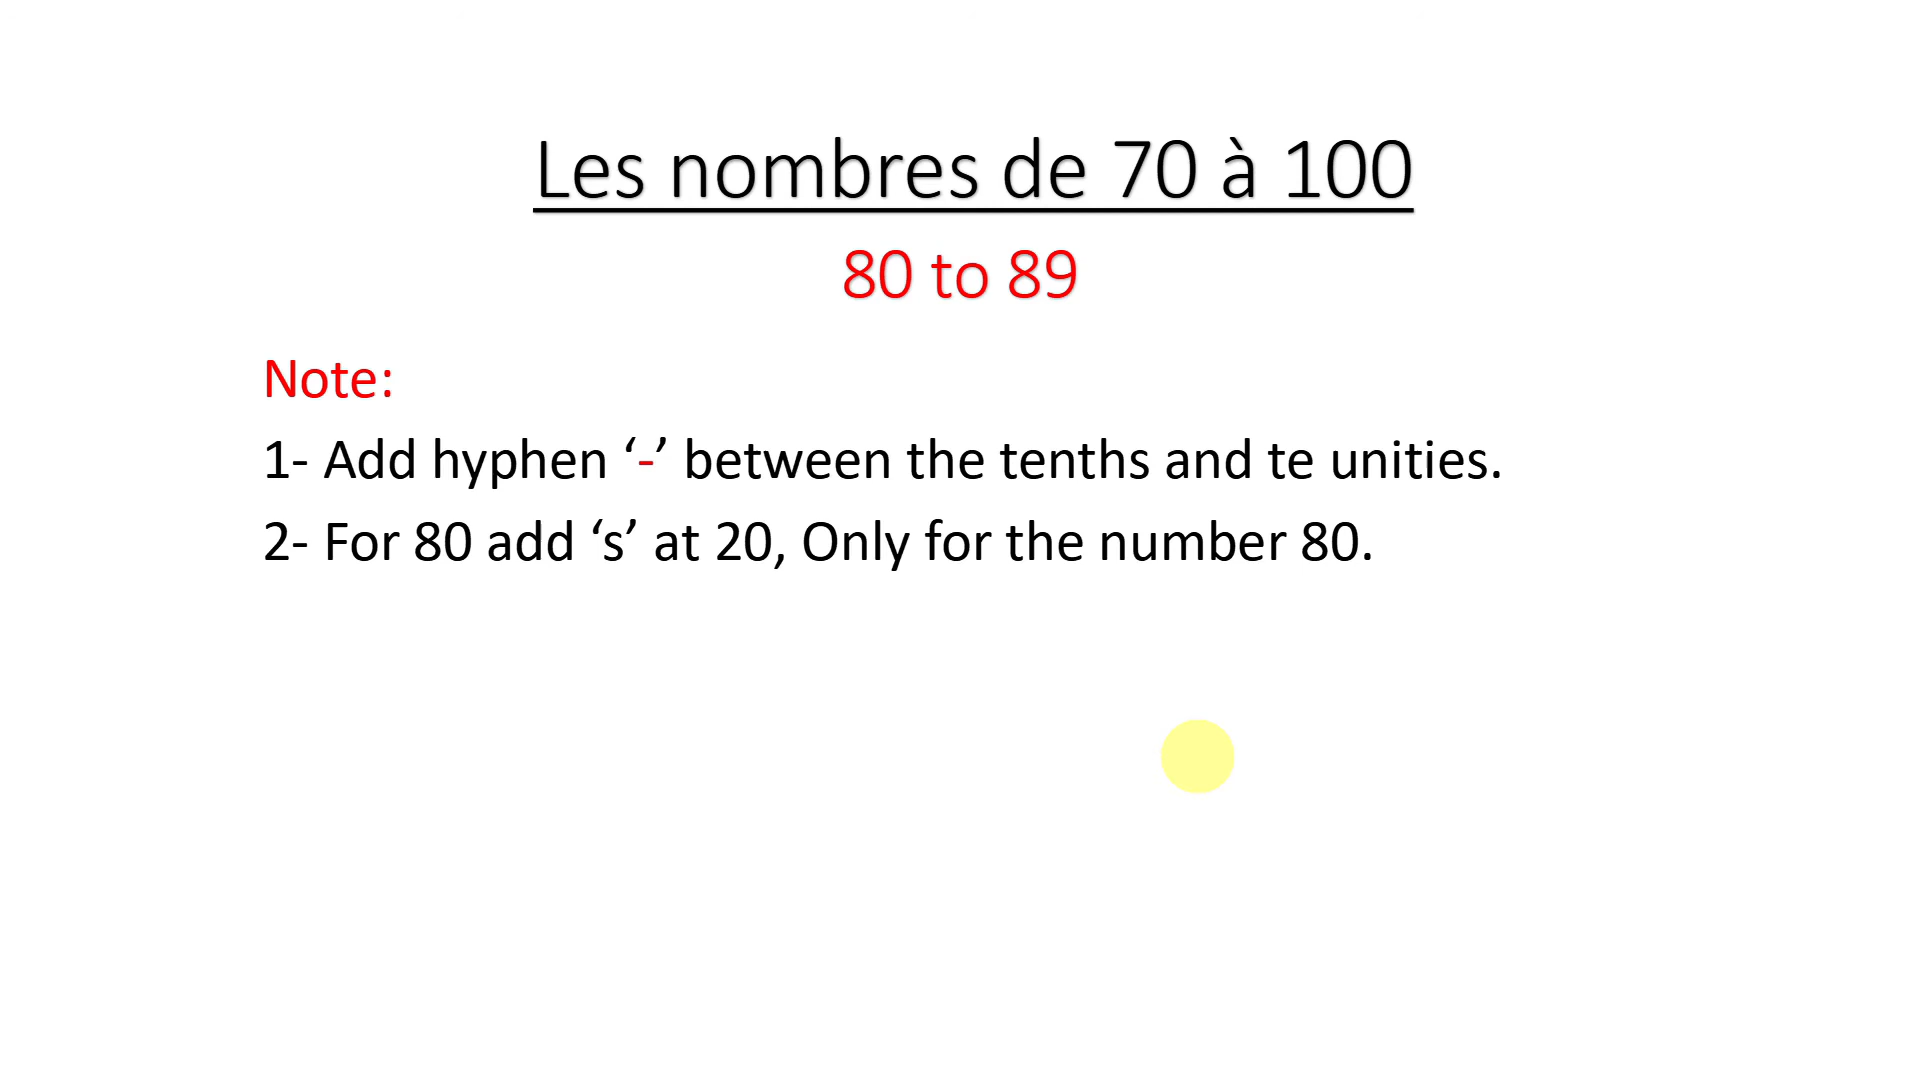 Les nombres de 70 à 100
80 to 89
Note:
1- Add hyphen ‘-’ between the tenths and te unities.
2- For 80 add ‘s’ at 20, Only for the number 80.